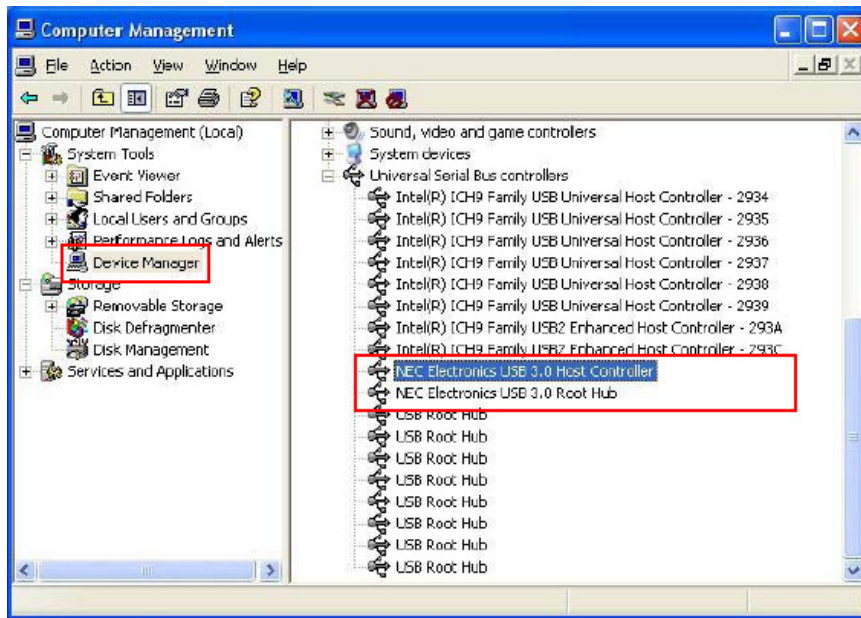 Computer Management
File Action View Window Help
Computer Management (Local)
System Tools
Event Viewer
Shared Folders
Local Users and Groups
Performance Logs and Alerts
Device Manager
Storage
Removable Storage
Disk Defragmenter
Disk Management
Services and Applications
Sound, video and game controllers
System devices
Universal Serial Bus controllers
Intel(R) ICH9 Family USB Universal Host Controller - 2934
Intel(R) ICH9 Family USB Universal Host Controller - 2935
Intel(R) ICH9 Family USB Universal Host Controller - 2936
Intel(R) ICH9 Family USB Universal Host Controller - 2937
Intel(R) ICH9 Family USB Universal Host Controller - 2938
Intel(R) ICH9 Family USB Universal Host Controller - 2939
Intel(R) ICH9 Family USB2 Enhanced Host Controller - 293A
Intel(R) ICH9 Family USB2 Enhanced Host Controller - 293C
NEC Electronics USB 3.0 Host Controller
NEC Electronics USB 3.0 Root Hub
USB Root Hub
USB Root Hub
USB Root Hub
USB Root Hub
USB Root Hub
USB Root Hub
USB Root Hub
USB Root Hub